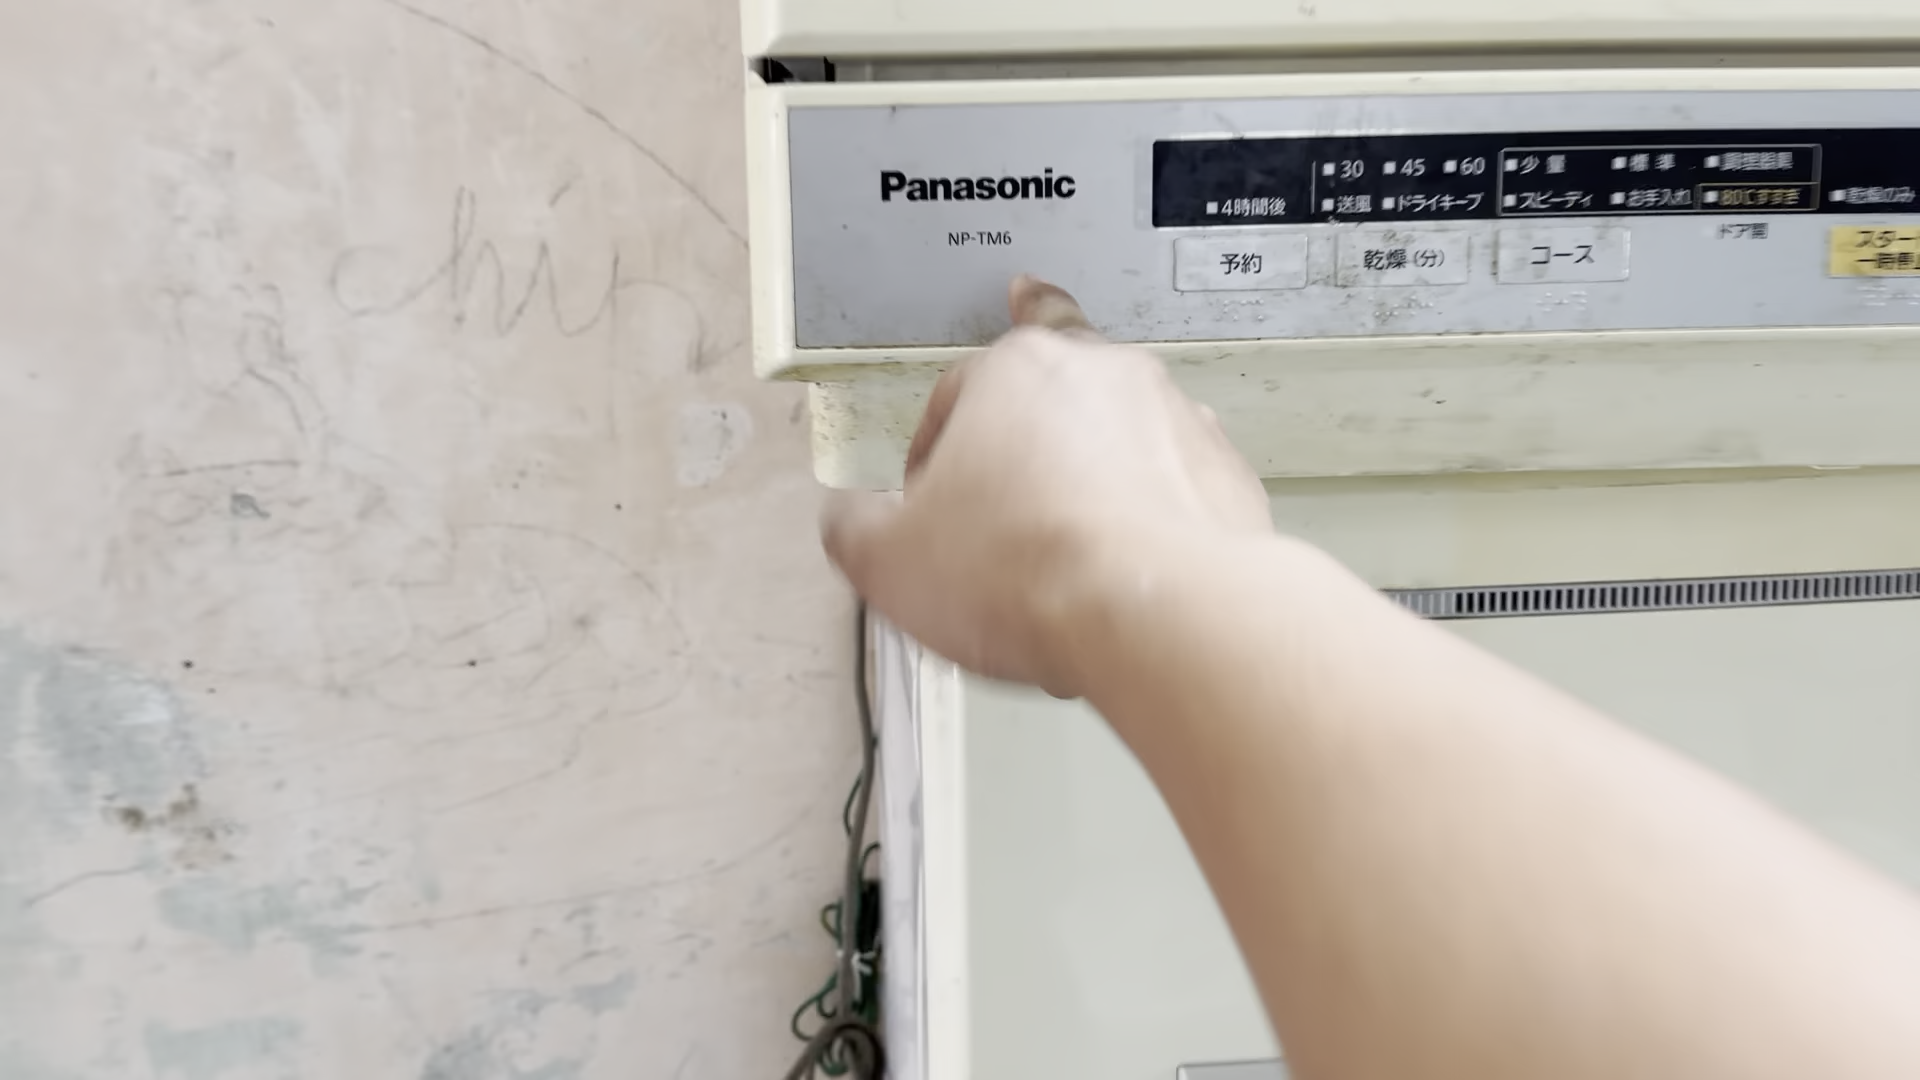 chip
Panasonic
NP-TM6
■30 ■45 ■60 ■少量 ■標準 ■調理器具
■4時間後 ■送風 ■ドライキープ ■スピーディ ■お手入れ ■80℃すすぎ ■乾燥のみ
ドア開
予約 乾燥(分) コース
スター
一時停止